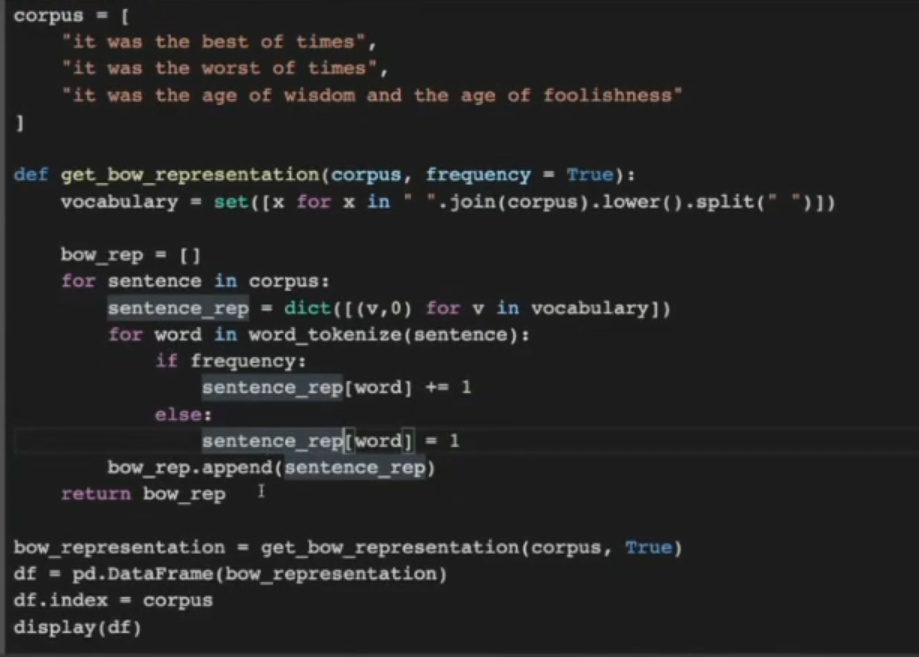 corpus = [
    "it was the best of times",
    "it was the worst of times",
    "it was the age of wisdom and the age of foolishness"
]
def get_bow_representation(corpus, frequency = True):
    vocabulary = set([x for x in " ".join(corpus).lower().split(" ")])
    bow_rep = []
    for sentence in corpus:
        sentence_rep = dict([(v,0) for v in vocabulary])
        for word in word_tokenize(sentence):
            if frequency:
                sentence_rep[word] += 1
            else:
                sentence_rep[word] = 1
        bow_rep.append(sentence_rep)
    return bow_rep
bow_representation = get_bow_representation(corpus, True)
df = pd.DataFrame(bow_representation)
df.index = corpus
display(df)